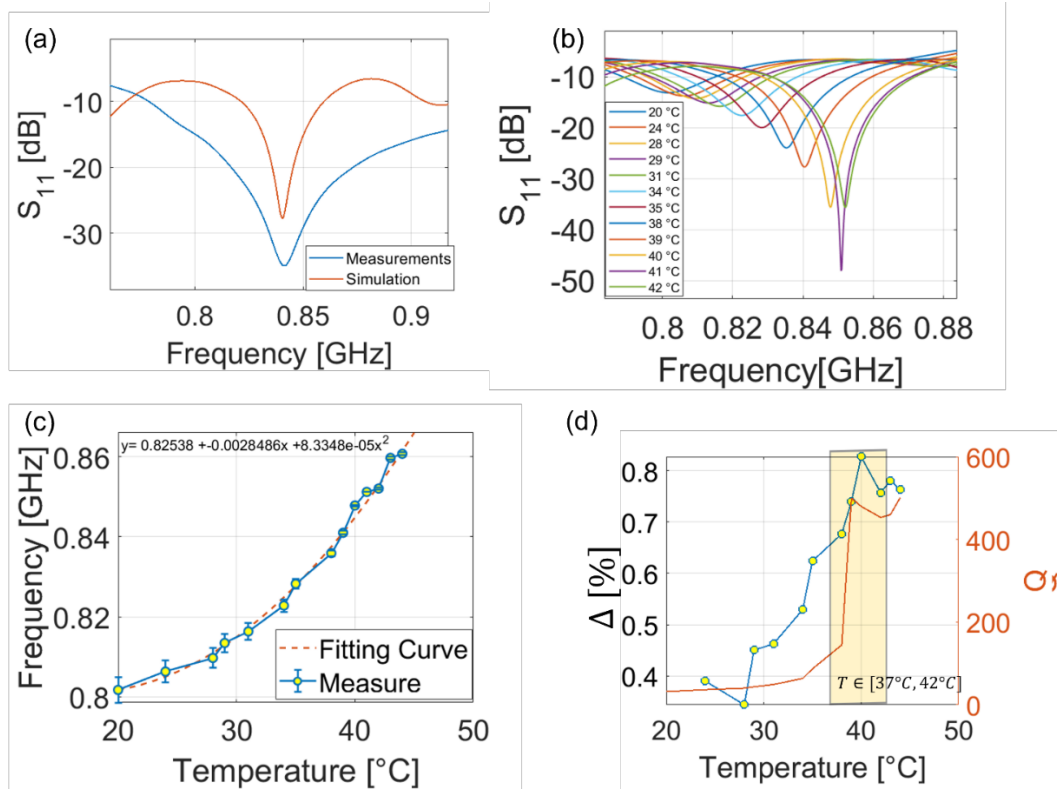 (a)
S11 [dB]
-10
-20
-30
Measurements
Simulation
0.8 0.85 0.9
Frequency [GHz]
(b)
S11 [dB]
-10
-20
-30
-40
-50
20 °C
24 °C
28 °C
29 °C
31 °C
34 °C
35 °C
38 °C
39 °C
40 °C
41 °C
42 °C
0.8 0.82 0.84 0.86 0.88
Frequency[GHz]
(c)
y= 0.82538 +-0.0028486x +8.3348e-05x2
Frequency [GHz]
0.86
0.84
0.82
0.8
Fitting Curve
Measure
20 30 40 50
Temperature [°C]
(d)
Δ [%]
0.8
0.7
0.6
0.5
0.4
600
400
200
0
Q
T ∈ [37°C, 42°C]
20 30 40 50
Temperature [°C]